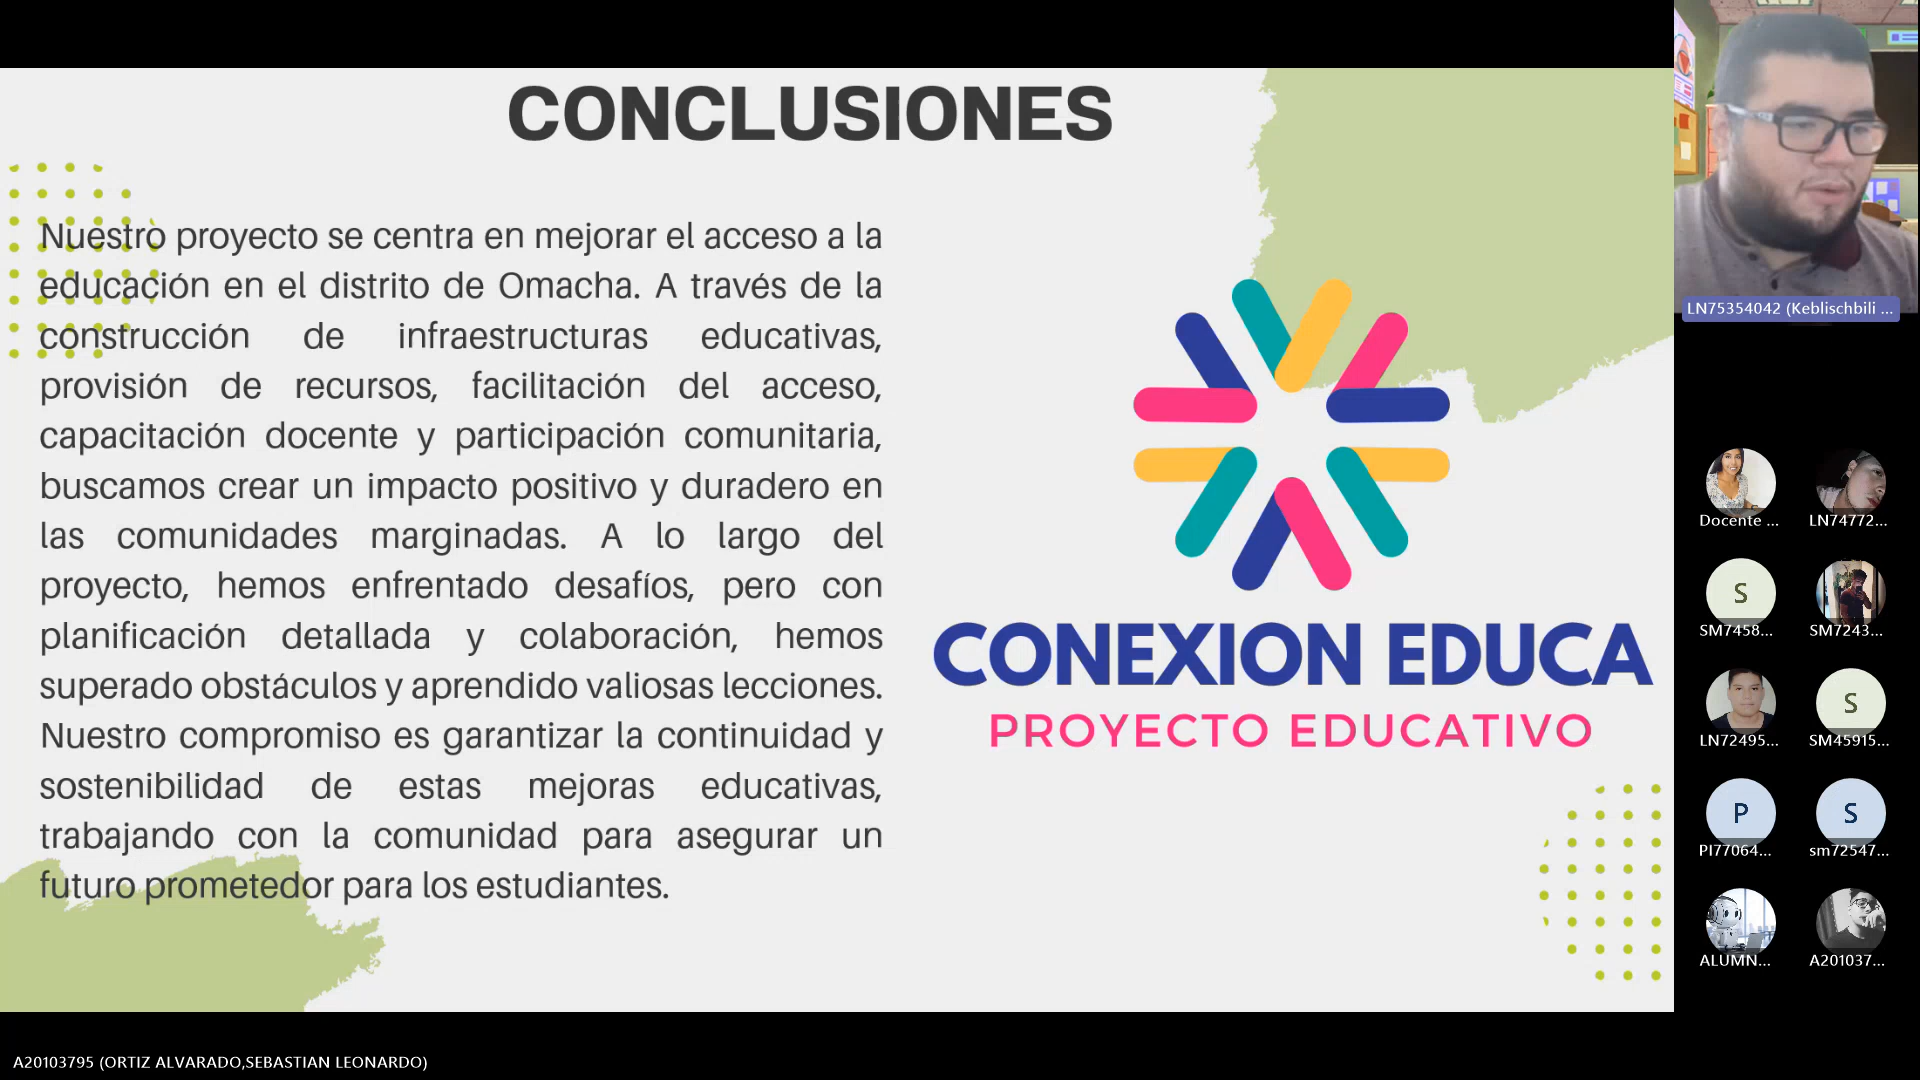 CONCLUSIONES
Nuestro proyecto se centra en mejorar el acceso a la
educación en el distrito de Omacha. A través de la
construcción de infraestructuras educativas,
provisión de recursos, facilitación del acceso,
capacitación docente y participación comunitaria,
buscamos crear un impacto positivo y duradero en
las comunidades marginadas. A lo largo del
proyecto, hemos enfrentado desafíos, pero con
planificación detallada y colaboración, hemos
superado obstáculos y aprendido valiosas lecciones.
Nuestro compromiso es garantizar la continuidad y
sostenibilidad de estas mejoras educativas,
trabajando con la comunidad para asegurar un
futuro prometedor para los estudiantes.
CONEXION EDUCA
PROYECTO EDUCATIVO
LN75354042 (Keblischbili ...
Docente ...
LN74772...
S
SM7458...
SM7243...
LN72495...
S
SM45915...
P
PI77064...
S
sm72547...
ALUMN...
A201037...
A20103795 (ORTIZ ALVARADO,SEBASTIAN LEONARDO)